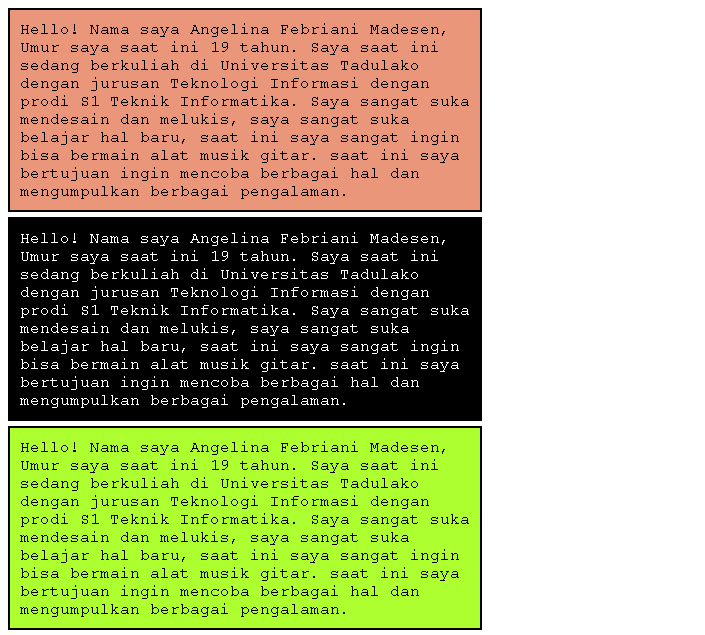 Hello! Nama saya Angelina Febriani Madesen,
Umur saya saat ini 19 tahun. Saya saat ini
sedang berkuliah di Universitas Tadulako
dengan jurusan Teknologi Informasi dengan
prodi S1 Teknik Informatika. Saya sangat suka
mendesain dan melukis, saya sangat suka
belajar hal baru, saat ini saya sangat ingin
bisa bermain alat musik gitar. saat ini saya
bertujuan ingin mencoba berbagai hal dan
mengumpulkan berbagai pengalaman.
Hello! Nama saya Angelina Febriani Madesen,
Umur saya saat ini 19 tahun. Saya saat ini
sedang berkuliah di Universitas Tadulako
dengan jurusan Teknologi Informasi dengan
prodi S1 Teknik Informatika. Saya sangat suka
mendesain dan melukis, saya sangat suka
belajar hal baru, saat ini saya sangat ingin
bisa bermain alat musik gitar. saat ini saya
bertujuan ingin mencoba berbagai hal dan
mengumpulkan berbagai pengalaman.
Hello! Nama saya Angelina Febriani Madesen,
Umur saya saat ini 19 tahun. Saya saat ini
sedang berkuliah di Universitas Tadulako
dengan jurusan Teknologi Informasi dengan
prodi S1 Teknik Informatika. Saya sangat suka
mendesain dan melukis, saya sangat suka
belajar hal baru, saat ini saya sangat ingin
bisa bermain alat musik gitar. saat ini saya
bertujuan ingin mencoba berbagai hal dan
mengumpulkan berbagai pengalaman.